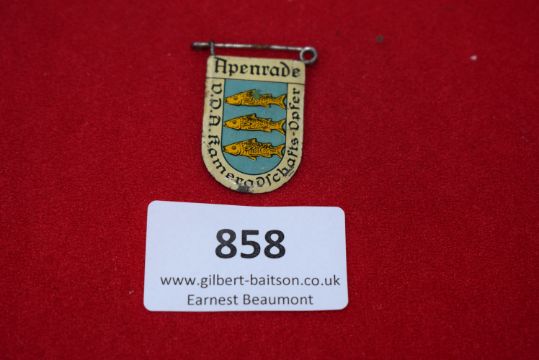 Apenrade
V.D.A. Kameradschafts-Opfer
858
www.gilbert-baitson.co.uk
Earnest Beaumont